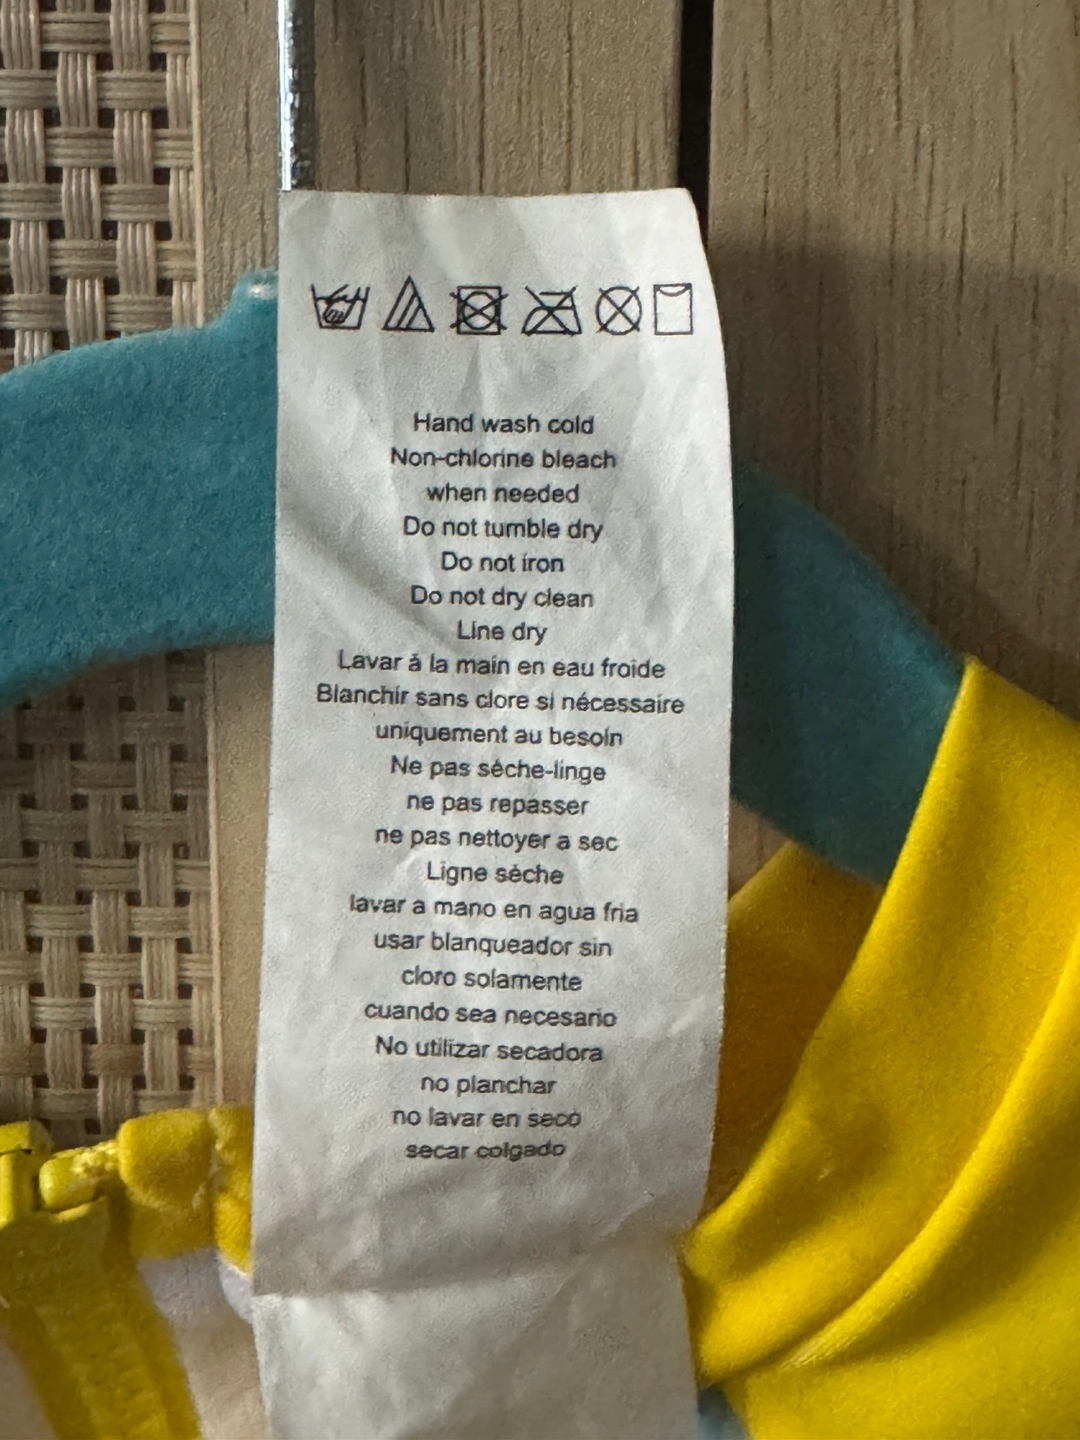 Hand wash cold
Non-chlorine bleach
when needed
Do not tumble dry
Do not iron
Do not dry clean
Line dry
Lavar à la main en eau froide
Blanchir sans clore si nécessaire
uniquement au besoin
Ne pas sèche-linge
ne pas repasser
ne pas nettoyer a sec
Ligne sèche
lavar a mano en agua fria
usar blanqueador sin
cloro solamente
cuando sea necesario
No utilizar secadora
no planchar
no lavar en seco
secar colgado